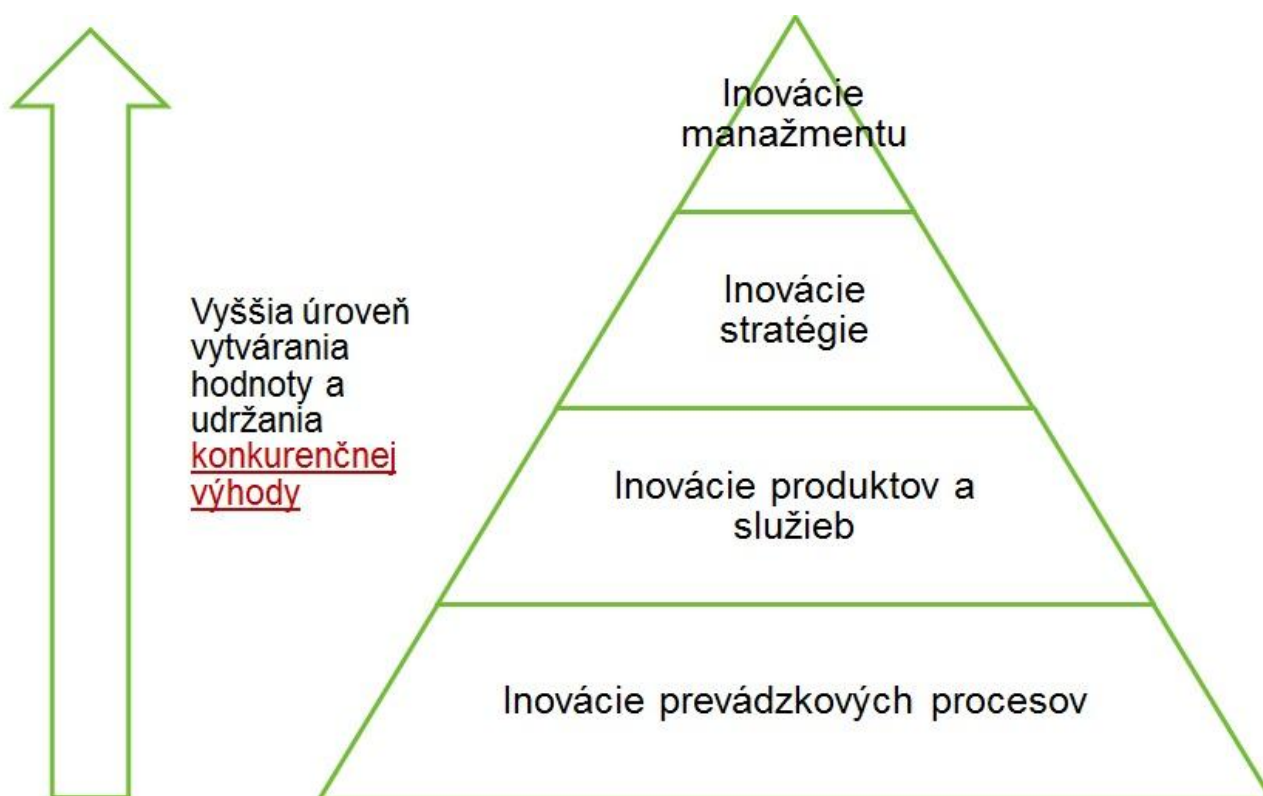 Inovácie
manažmentu
Inovácie
stratégie
Vyššia úroveň
vytvárania
hodnoty a
udržania
konkurenčnej
výhody
Inovácie produktov a
služieb
Inovácie prevádzkových procesov